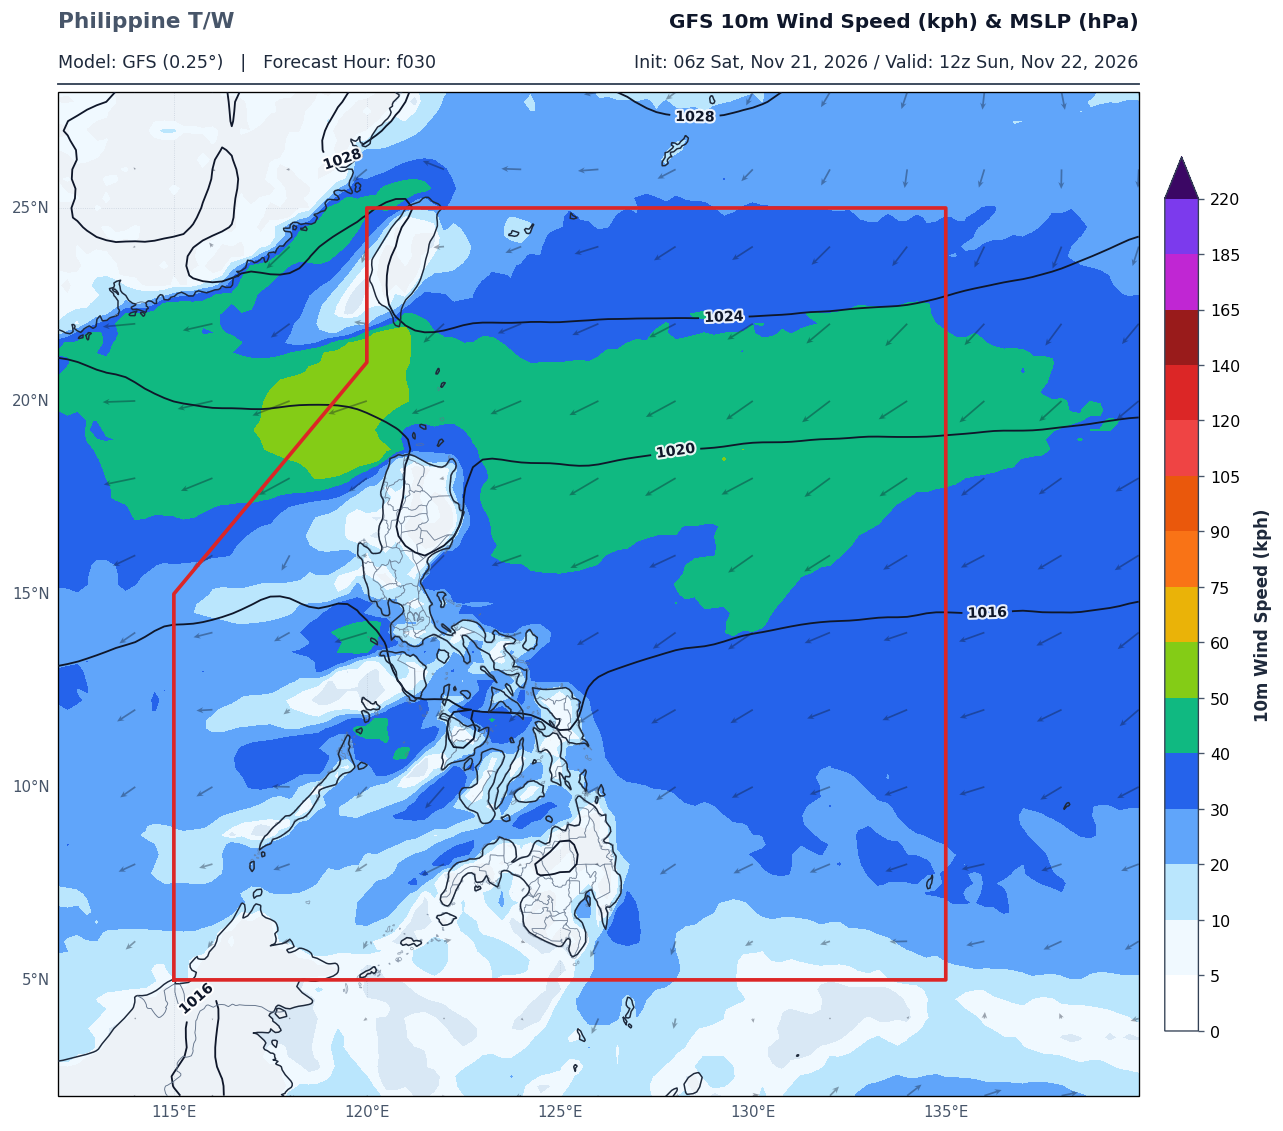 Philippine T/W
GFS 10m Wind Speed (kph) & MSLP (hPa)
Model: GFS (0.25°) | Forecast Hour: f030
Init: 06z Sat, Nov 21, 2026 / Valid: 12z Sun, Nov 22, 2026
1028
1028
1024
1020
1016
1016
25°N
20°N
15°N
10°N
5°N
115°E
120°E
125°E
130°E
135°E
220
185
165
140
120
105
90
75
60
50
40
30
20
10
5
0
10m Wind Speed (kph)